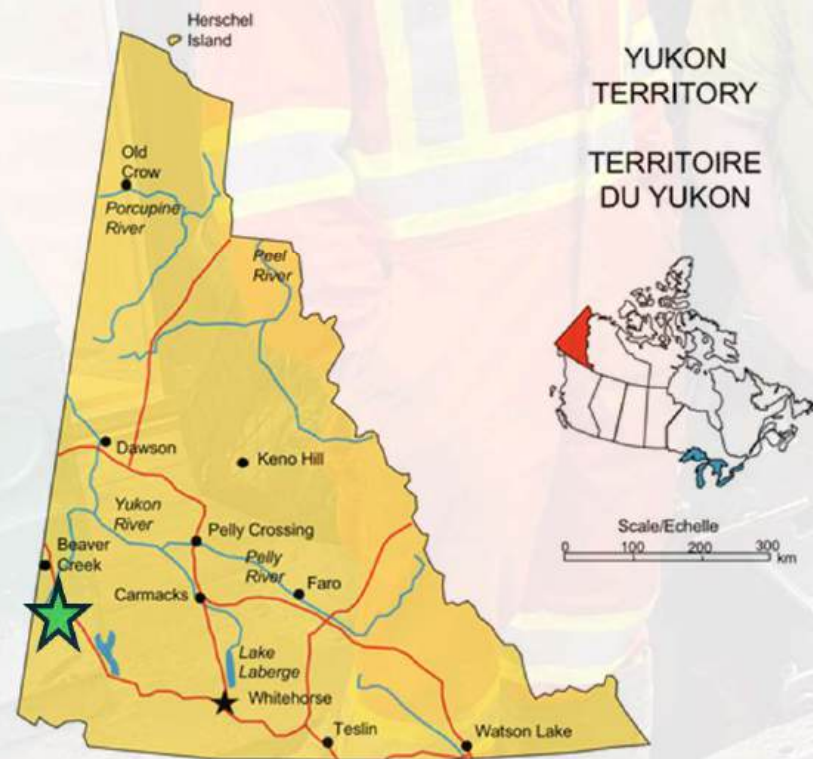 Herschel
Island
YUKON
TERRITORY
TERRITOIRE
DU YUKON
Old
Crow
Porcupine
River
Peel
River
Dawson
Keno Hill
Yukon
River
Pelly Crossing
Beaver
Creek
Pelly
River
Faro
Carmacks
Lake
Laberge
Whitehorse
Teslin
Watson Lake
Scale/Echelle
0 100 200 300
km